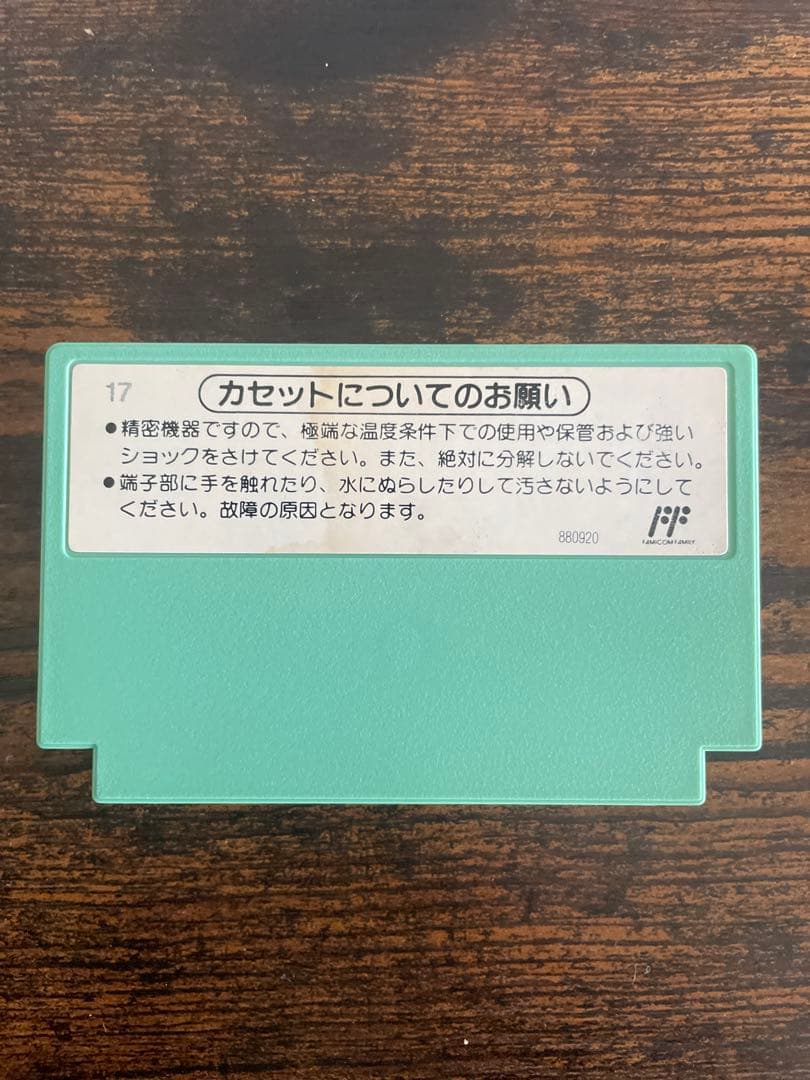 17
カセットについてのお願い
●精密機器ですので、極端な温度条件下での使用や保管および強い
ショックをさけてください。また、絶対に分解しないでください。
●端子部に手を触れたり、水にぬらしたりして汚さないようにして
ください。故障の原因となります。
880920
FAMICOM FAMILY